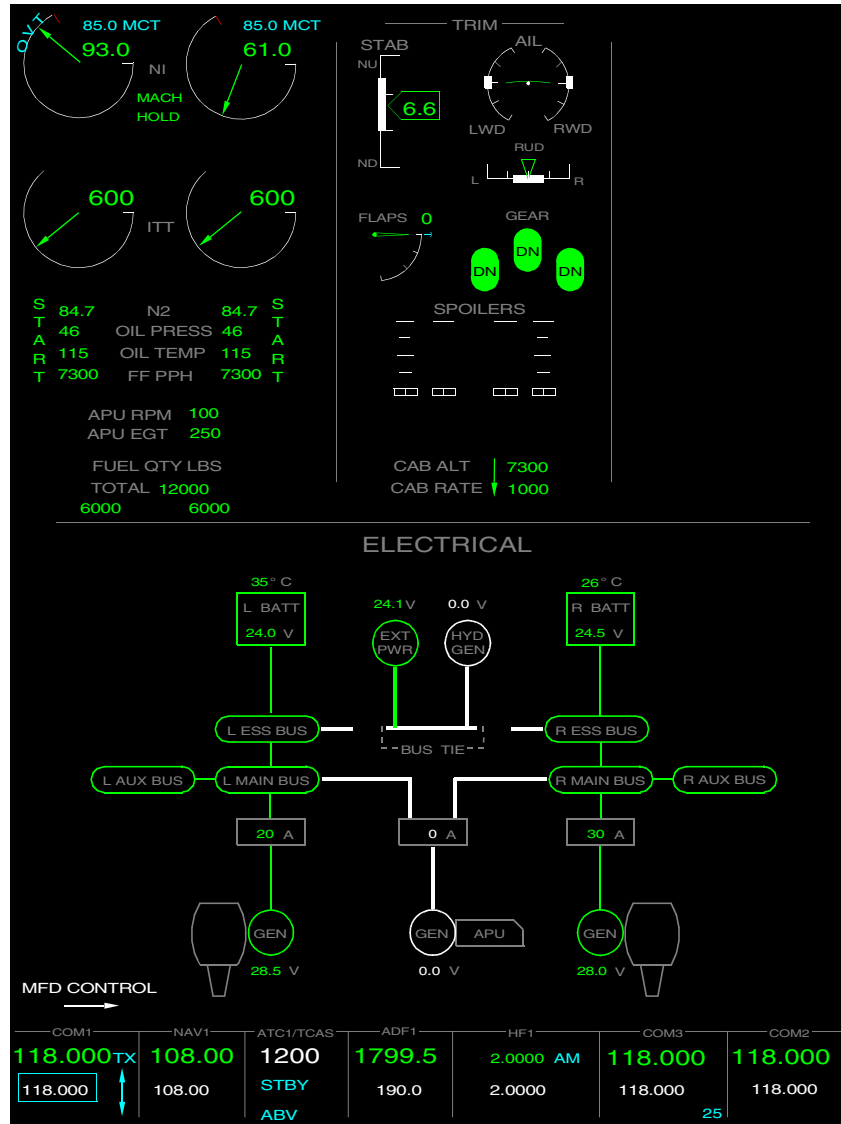 OVT
85.0 MCT 85.0 MCT
93.0 NI 61.0
MACH
HOLD
600 ITT 600
START START
84.7 N2 84.7
46 OIL PRESS 46
115 OIL TEMP 115
7300 FF PPH 7300
APU RPM 100
APU EGT 250
FUEL QTY LBS
TOTAL 12000
6000 6000
TRIM
STAB AIL
NU
6.6
LWD RWD
ND
RUD
L R
FLAPS 0 GEAR
DN
DN DN
SPOILERS
CAB ALT 7300
CAB RATE 1000
ELECTRICAL
35° C 26° C
L BATT R BATT
24.0 V 24.5 V
24.1 V 0.0 V
EXT HYD
PWR GEN
L ESS BUS R ESS BUS
BUS TIE
L AUX BUS L MAIN BUS R MAIN BUS R AUX BUS
20 A 0 A 30 A
GEN GEN APU GEN
28.5 V 0.0 V 28.0 V
MFD CONTROL
COM1 NAV1 ATC1/TCAS ADF1 HF1 COM3 COM2
118.000 TX 108.00 1200 1799.5 2.0000 AM 118.000 118.000
118.000 108.00 STBY 190.0 2.0000 118.000 118.000
ABV 25